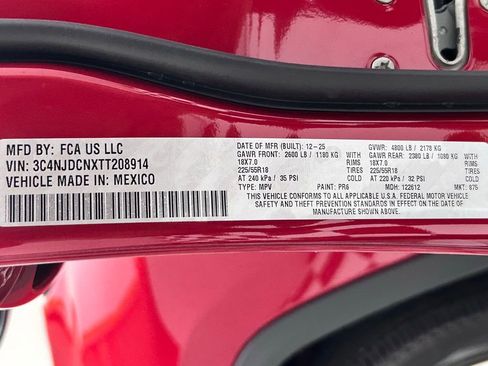 MFD BY: FCA US LLC
VIN: 3C4NJDCNXTT208914
VEHICLE MADE IN: MEXICO
DATE OF MFR (BUILT): 12-25 GVWR: 4800 LB / 2178 KG
GAWR FRONT: 2600 LB / 1180 KG WITH GAWR REAR: 2380 LB / 1080 KG WITH
18X7.0 RIMS 18X7.0 RIMS
225/55R18 TIRES 225/55R18 TIRES
AT 240 kPa / 35 PSI AT 220 kPa / 32 PSI
TYPE: MPV PAINT: PR6 MDH: 122612 MKT: 875
THIS VEHICLE CONFORMS TO ALL APPLICABLE U.S.A. FEDERAL MOTOR VEHICLE
SAFETY AND THEFT PREVENTION STANDARDS IN EFFECT ON THE DATE OF
MANUFACTURE SHOWN ABOVE.